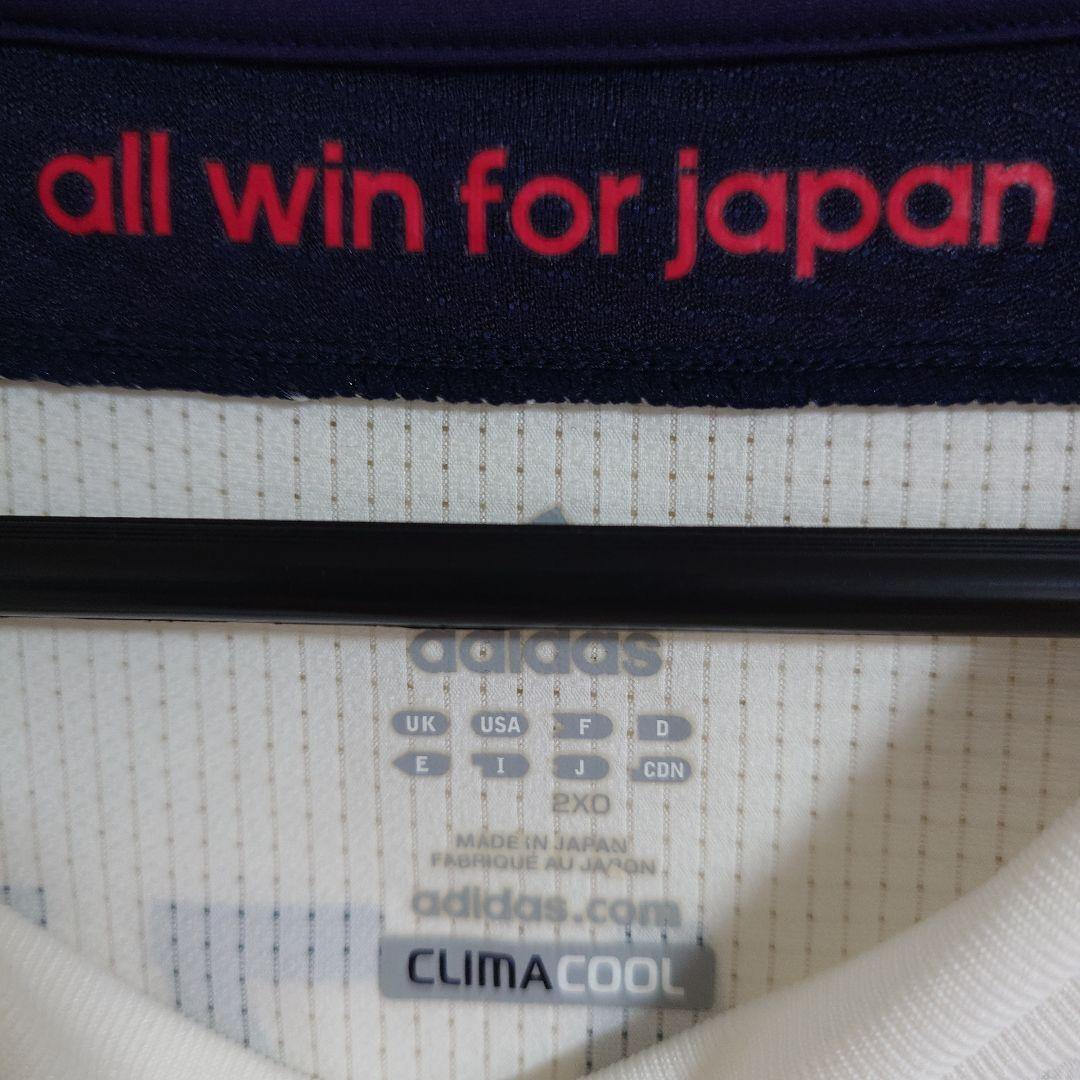 all win for japan
adidas
UK USA F D
E I J CDN
2XO
MADE IN JAPAN
FABRIQUÉ AU JAPON
adidas.com
CLIMACOOL